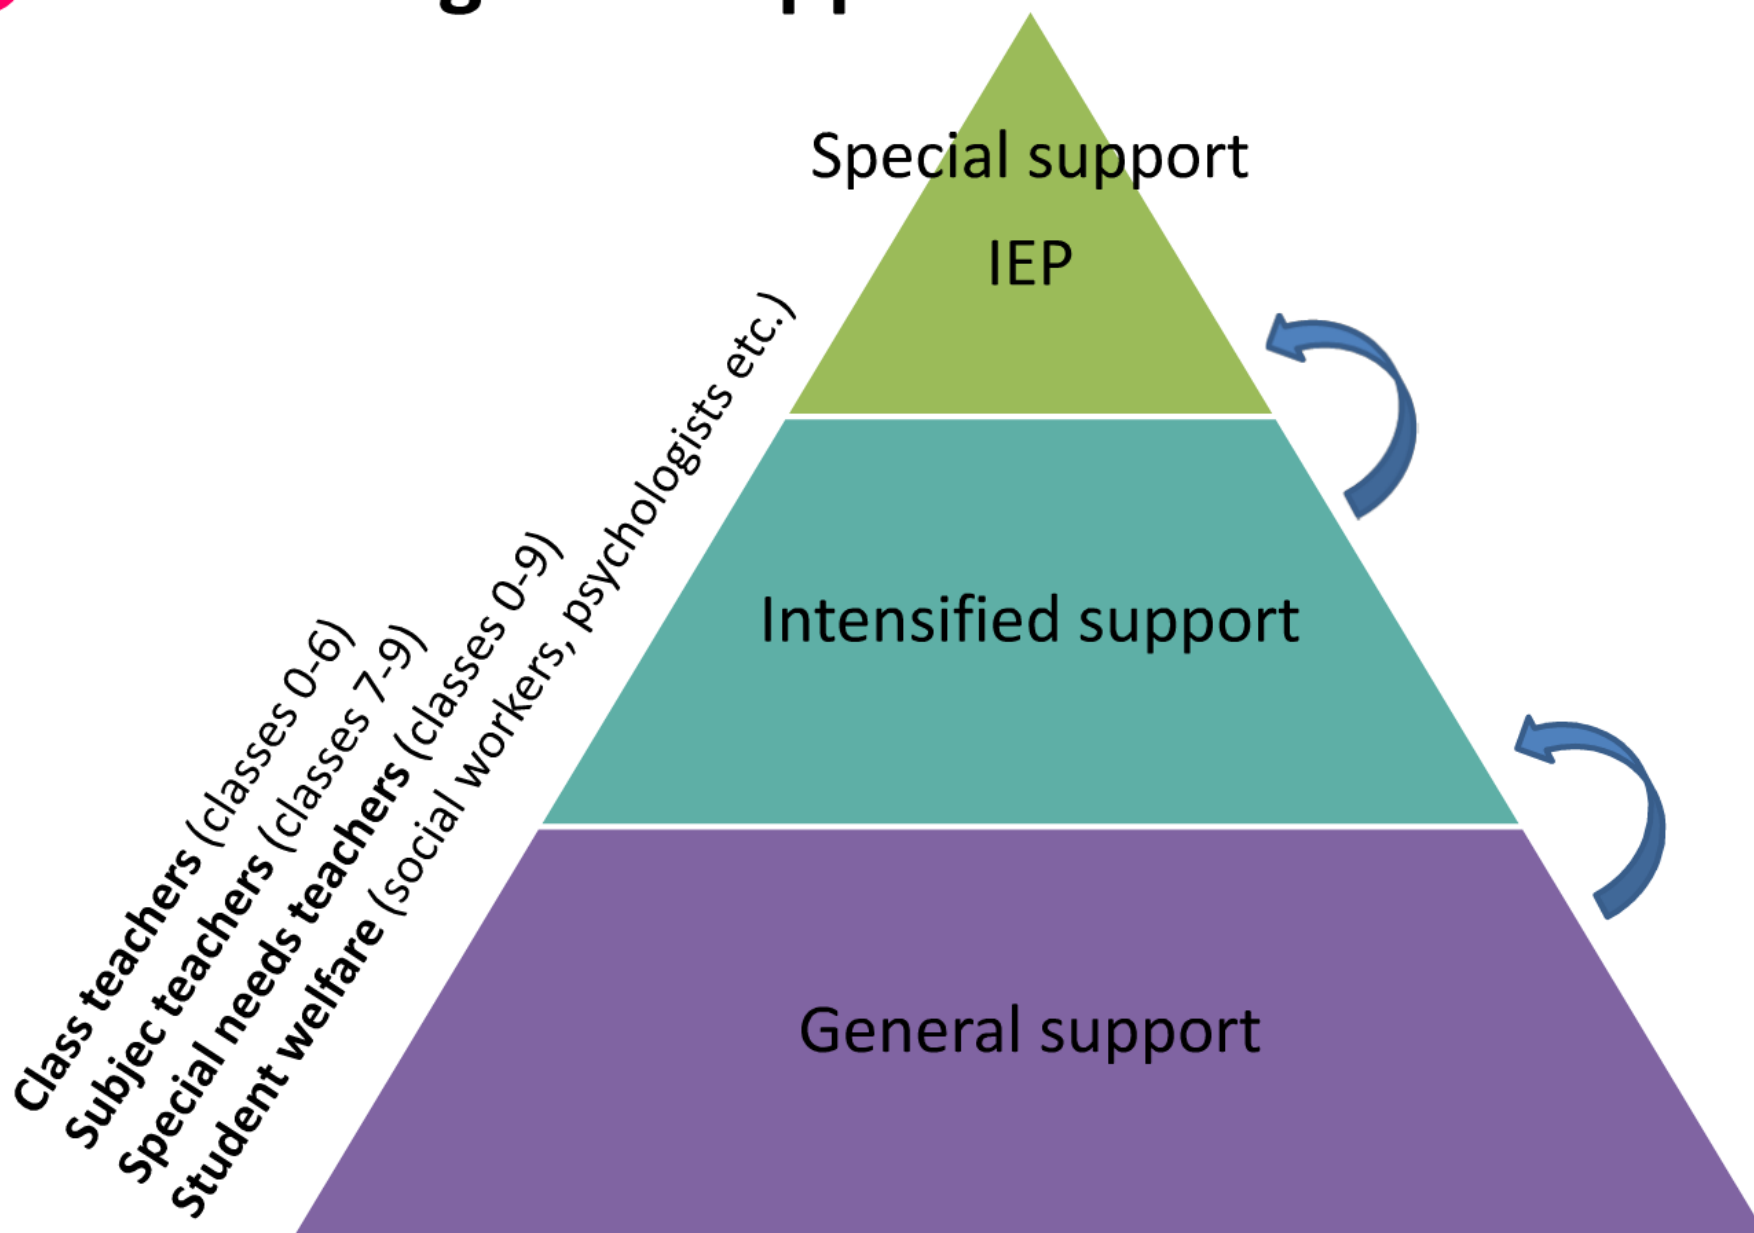 Special support
IEP
Intensified support
General support
Class teachers (classes 0-6)
Subjec teachers (classes 7-9)
Special needs teachers (classes 0-9)
Student welfare (social workers, psychologists etc.)